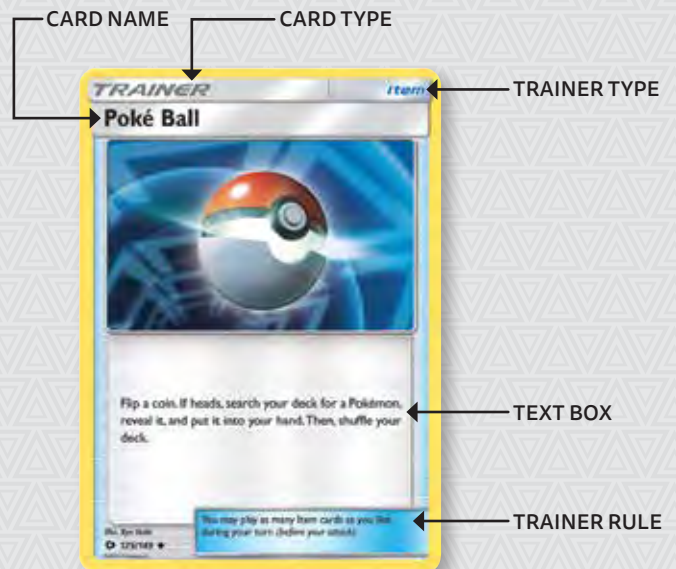 CARD NAME
CARD TYPE
TRAINER
Item
TRAINER TYPE
Poké Ball
Flip a coin. If heads, search your deck for a Pokémon,
reveal it, and put it into your hand. Then, shuffle your
deck.
TEXT BOX
You may play as many Item cards as you like
during your turn (before your attack).
TRAINER RULE
125/149